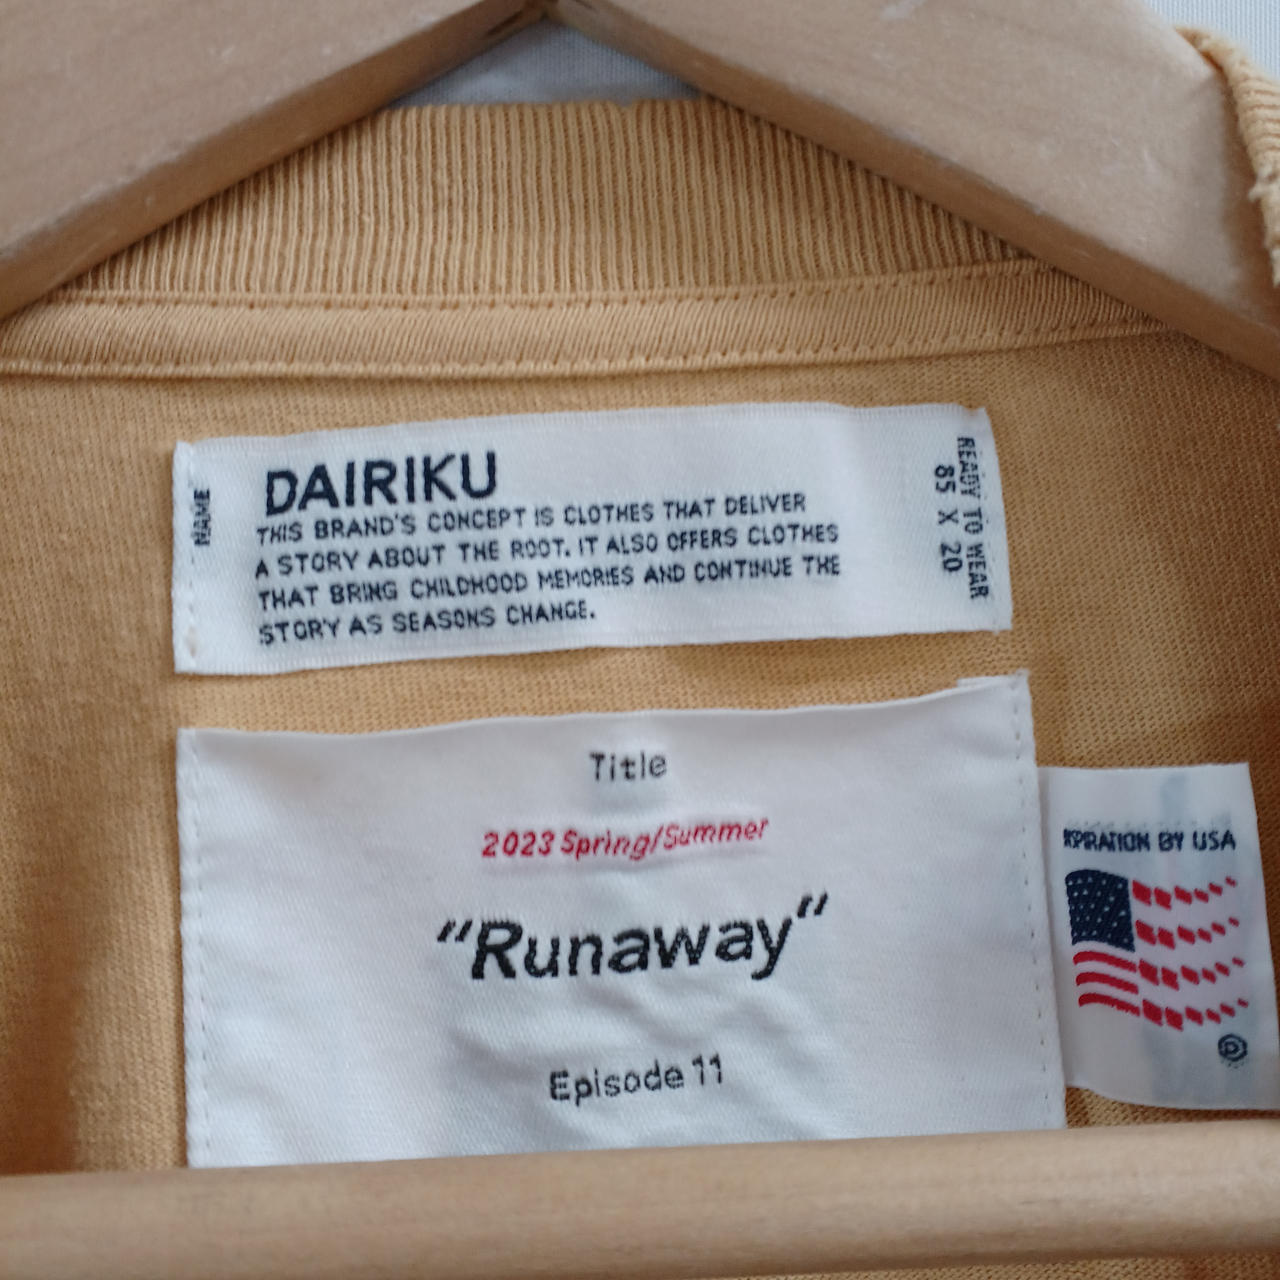 NAME
DAIRIKU
THIS BRAND'S CONCEPT IS CLOTHES THAT DELIVER
A STORY ABOUT THE ROOT. IT ALSO OFFERS CLOTHES
THAT BRING CHILDHOOD MEMORIES AND CONTINUE THE
STORY AS SEASONS CHANGE.
READY TO WEAR
85 X 20
Title
2023 Spring/Summer
"Runaway"
Episode 11
BY USA